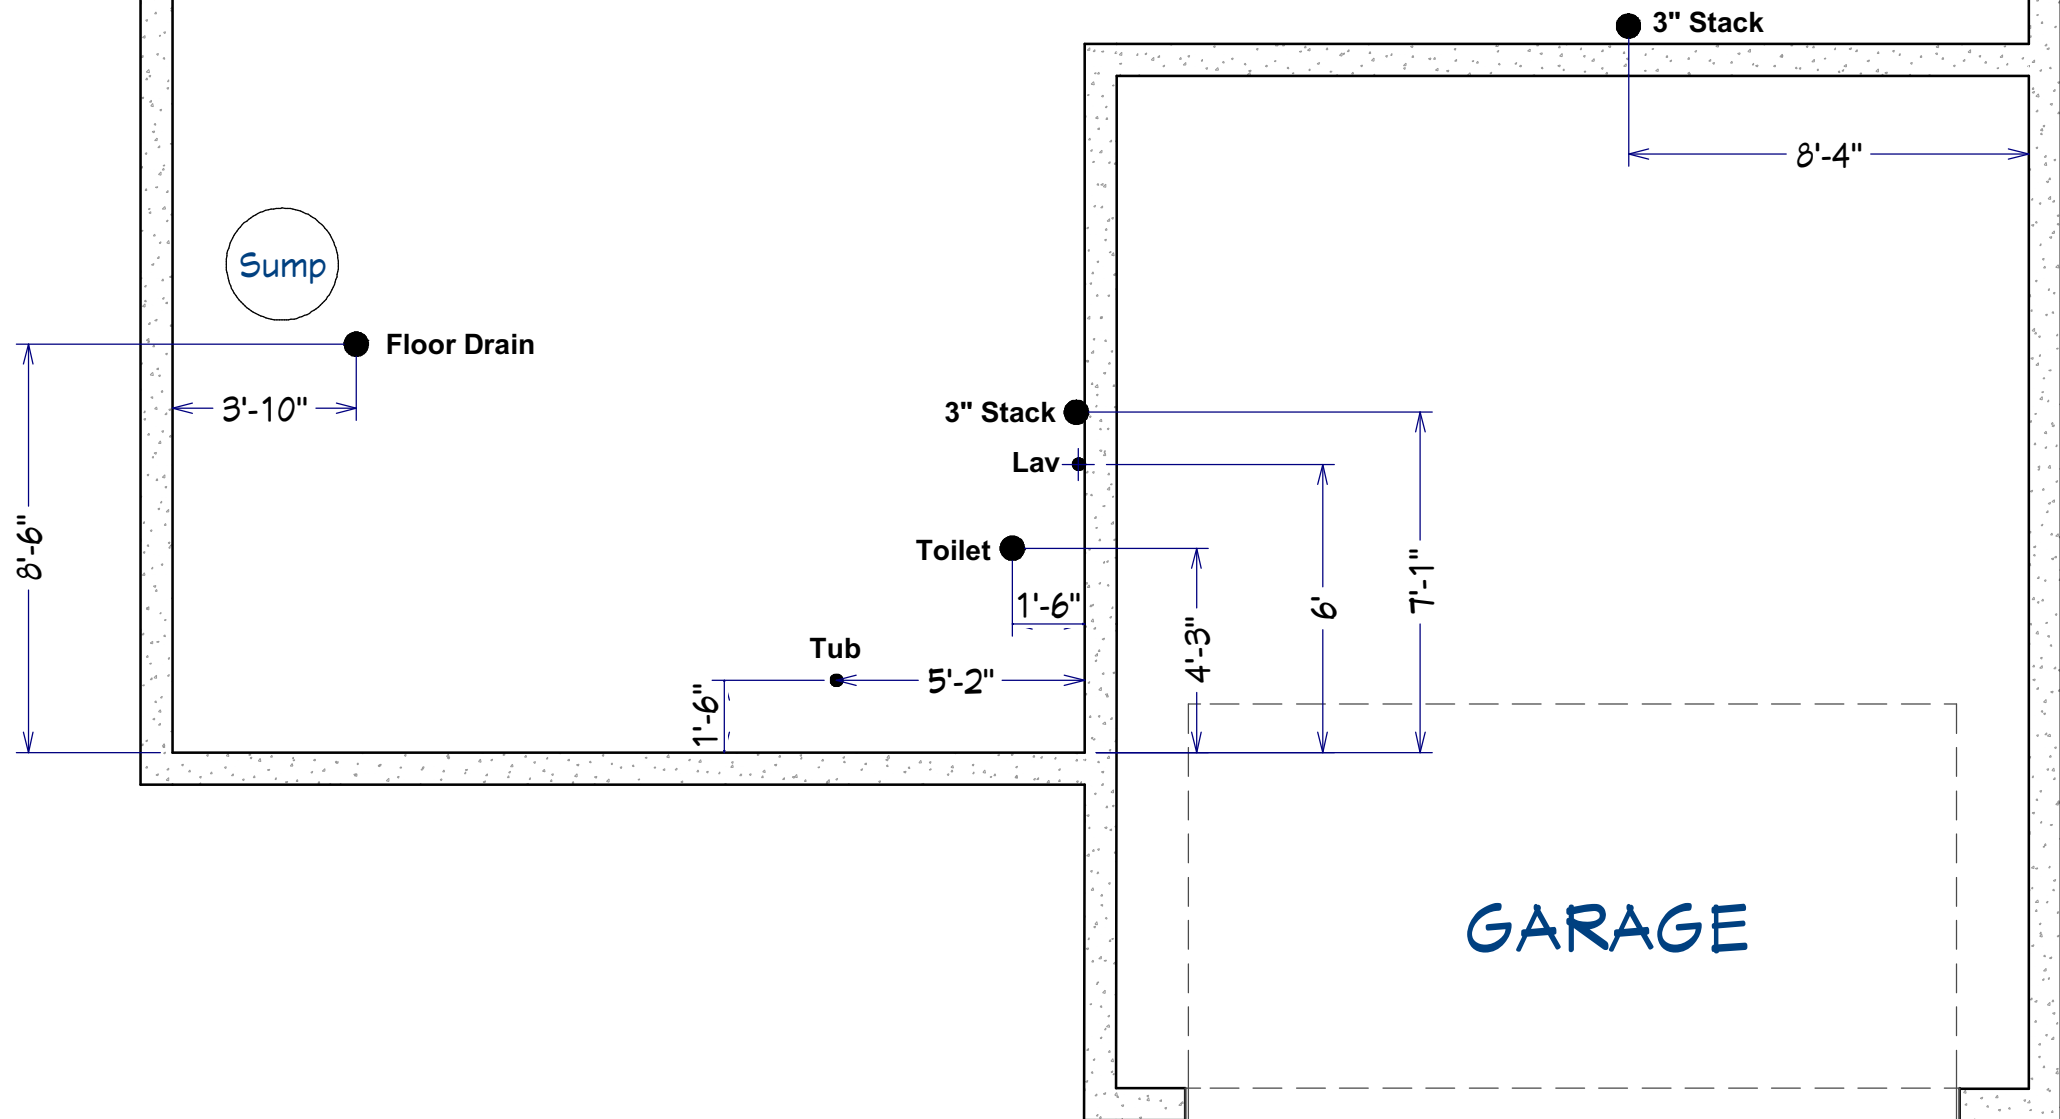 3" Stack
8'-4"
Sump
Floor Drain
3'-10"
3" Stack
Lav
8'-6"
Toilet
1'-6"
7'-1"
6'
4'-3"
Tub
5'-2"
1'-6"
GARAGE